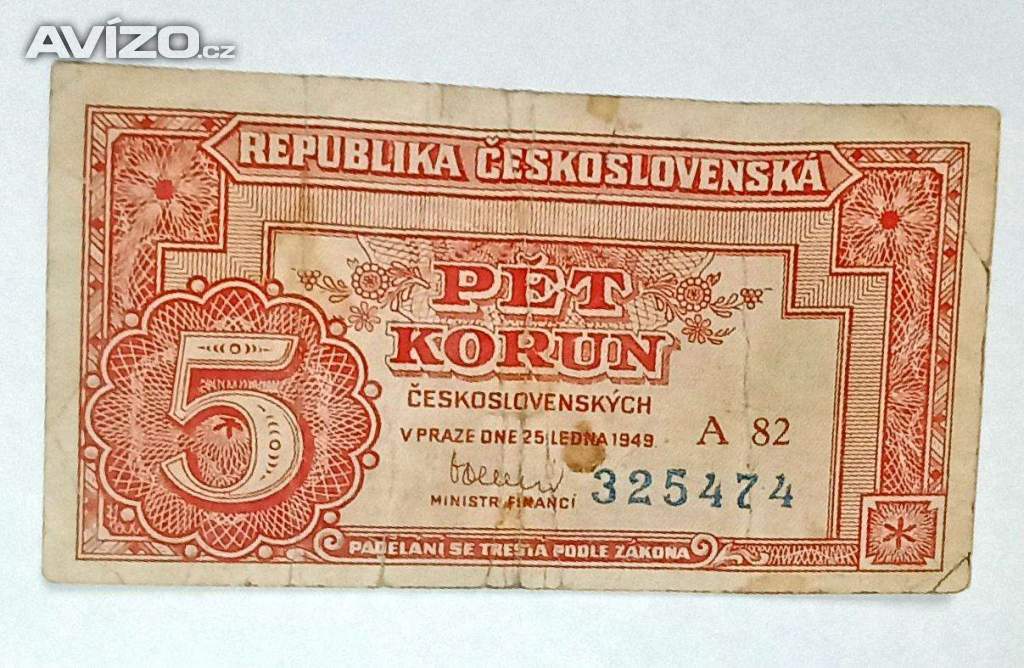 AVÍZO.cz
REPUBLIKA ČESKOSLOVENSKÁ
PĚT
KORUN
ČESKOSLOVENSKÝCH
V PRAZE DNE 25 LEDNA 1949
A 82
325474
MINISTR FINANCÍ
5
PADĚLÁNÍ SE TRESTÁ PODLE ZÁKONA